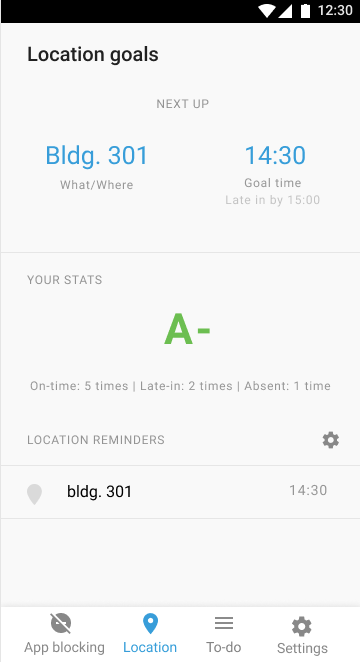 12:30
Location goals
NEXT UP
Bldg. 301 14:30
What/Where Goal time
Late in by 15:00
YOUR STATS
A-
On-time: 5 times | Late-in: 2 times | Absent: 1 time
LOCATION REMINDERS
bldg. 301 14:30
App blocking Location To-do Settings